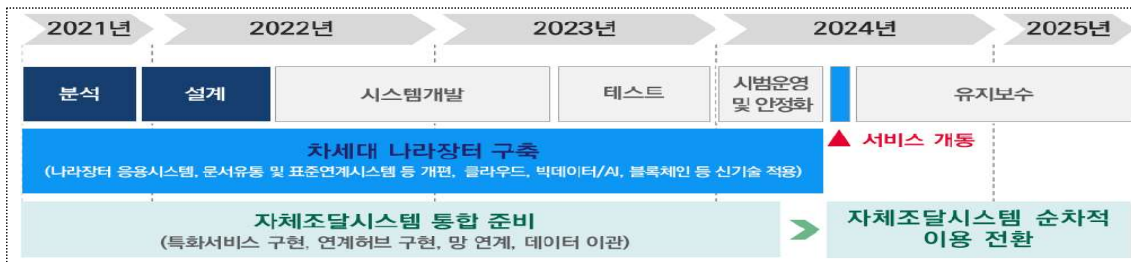 2021년 2022년 2023년 2024년 2025년
분석 설계 시스템개발 테스트 시범운영 및 안정화 유지보수
차세대 나라장터 구축
(나라장터 응용시스템, 문서유통 및 표준연계시스템 등 개편, 클라우드, 빅데이터/AI, 블록체인 등 신기술 적용)
▲ 서비스 개통
자체조달시스템 통합 준비
(특화서비스 구현, 연계허브 구현, 망 연계, 데이터 이관)
자체조달시스템 순차적
이용 전환